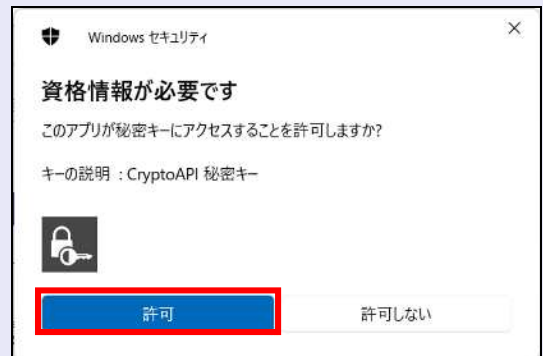 Windows セキュリティ
資格情報が必要です
このアプリが秘密キーにアクセスすることを許可しますか?
キーの説明 : CryptoAPI 秘密キー
許可
許可しない